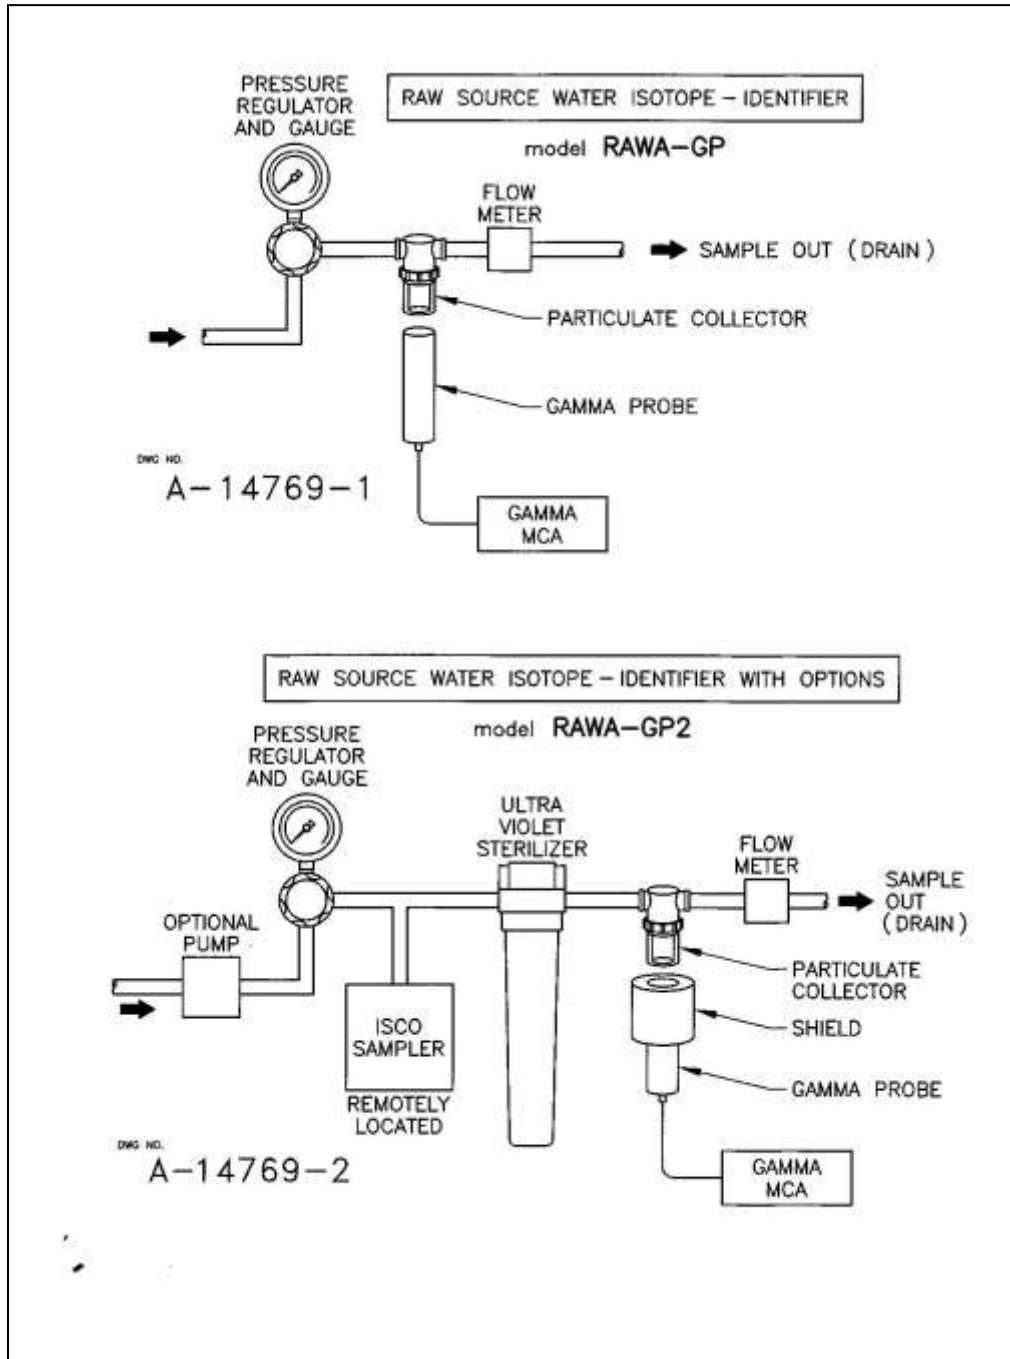 PRESSURE
REGULATOR
AND GAUGE
RAW SOURCE WATER ISOTOPE – IDENTIFIER
model RAWA–GP
FLOW
METER
SAMPLE OUT (DRAIN)
PARTICULATE COLLECTOR
GAMMA PROBE
DWG NO.
A–14769–1
GAMMA
MCA
RAW SOURCE WATER ISOTOPE – IDENTIFIER WITH OPTIONS
model RAWA–GP2
PRESSURE
REGULATOR
AND GAUGE
ULTRA
VIOLET
STERILIZER
FLOW
METER
SAMPLE
OUT
(DRAIN)
OPTIONAL
PUMP
PARTICULATE
COLLECTOR
ISCO
SAMPLER
SHIELD
REMOTELY
LOCATED
GAMMA PROBE
DWG NO.
A–14769–2
GAMMA
MCA